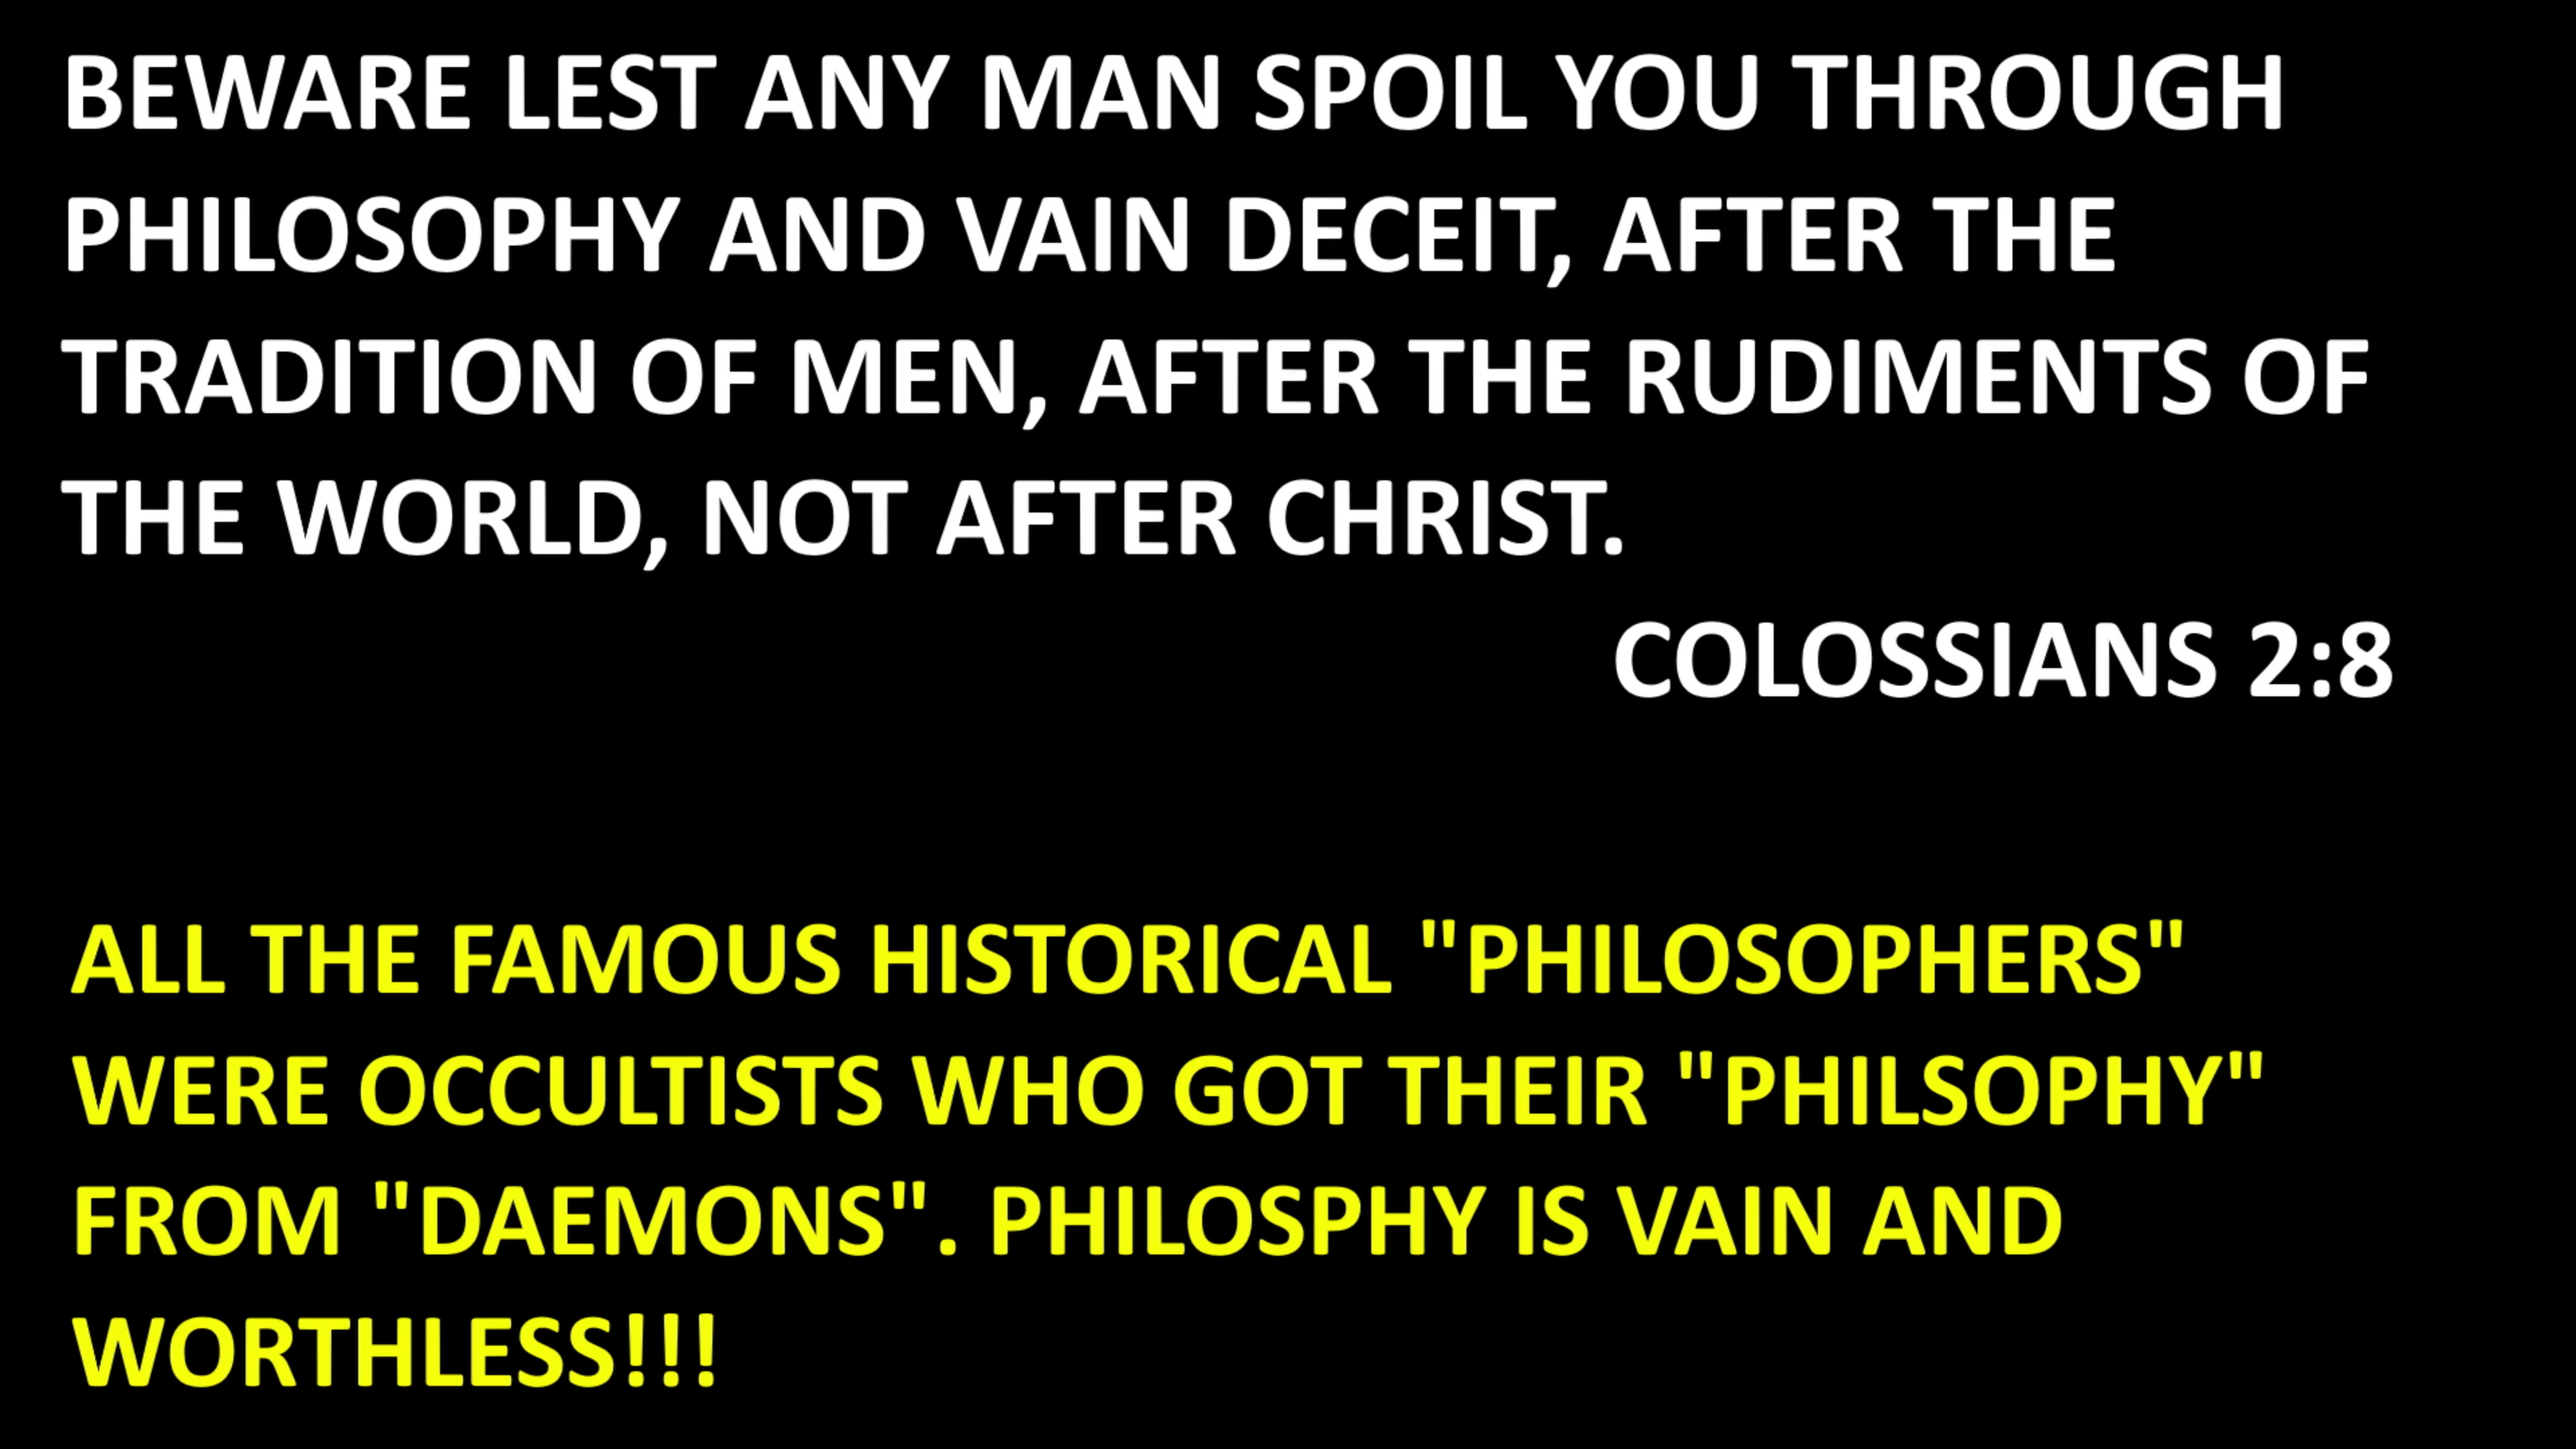 BEWARE LEST ANY MAN SPOIL YOU THROUGH
PHILOSOPHY AND VAIN DECEIT, AFTER THE
TRADITION OF MEN, AFTER THE RUDIMENTS OF
THE WORLD, NOT AFTER CHRIST.
COLOSSIANS 2:8
ALL THE FAMOUS HISTORICAL "PHILOSOPHERS"
WERE OCCULTISTS WHO GOT THEIR "PHILSOPHY"
FROM "DAEMONS". PHILOSPHY IS VAIN AND
WORTHLESS!!!